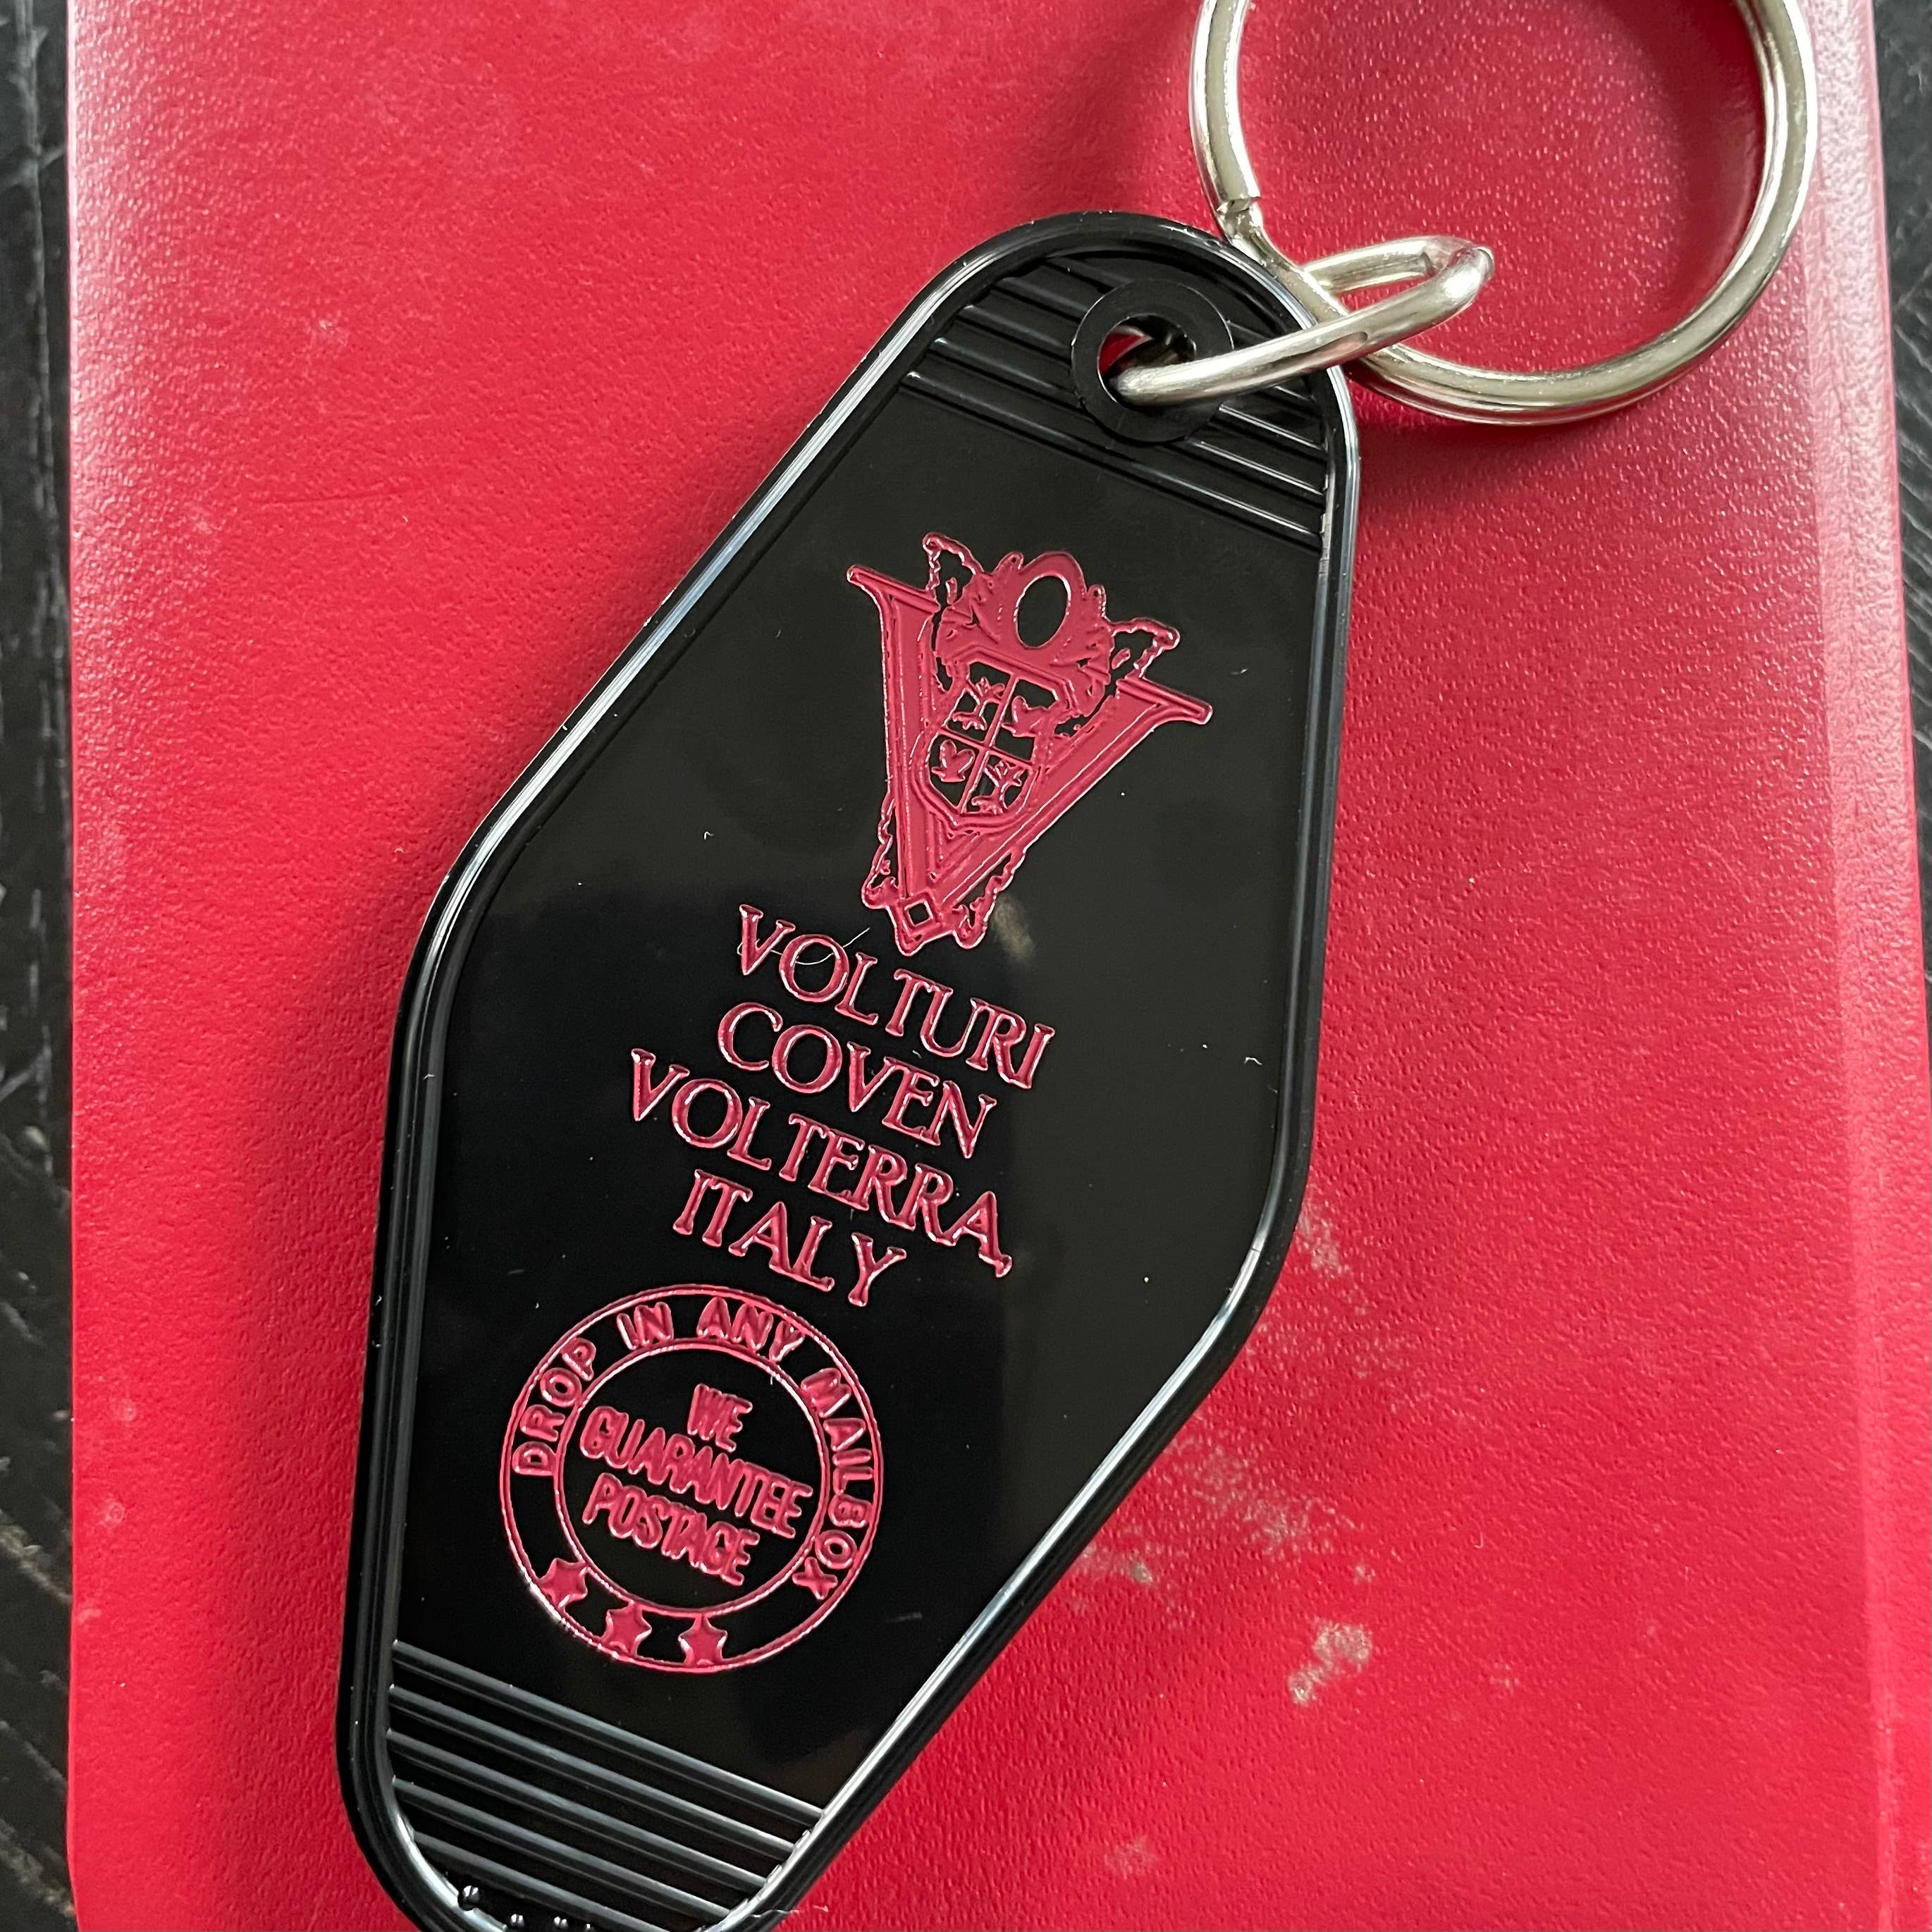 VOLTURI
COVEN
VOLTERRA
ITALY
DROP IN ANY MAILBOX
WE
GUARANTEE
POSTAGE